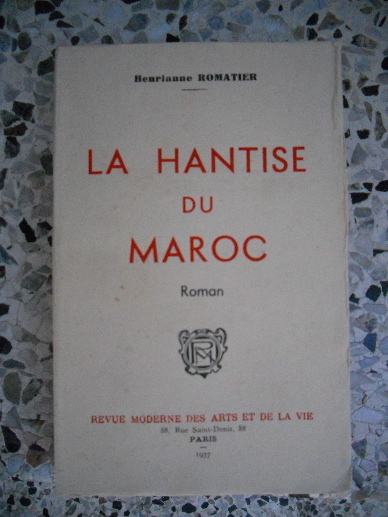 Henrianne ROMATIER
LA HANTISE
DU
MAROC
Roman
RM
REVUE MODERNE DES ARTS ET DE LA VIE
88, Rue Saint-Denis, 88
PARIS
1937